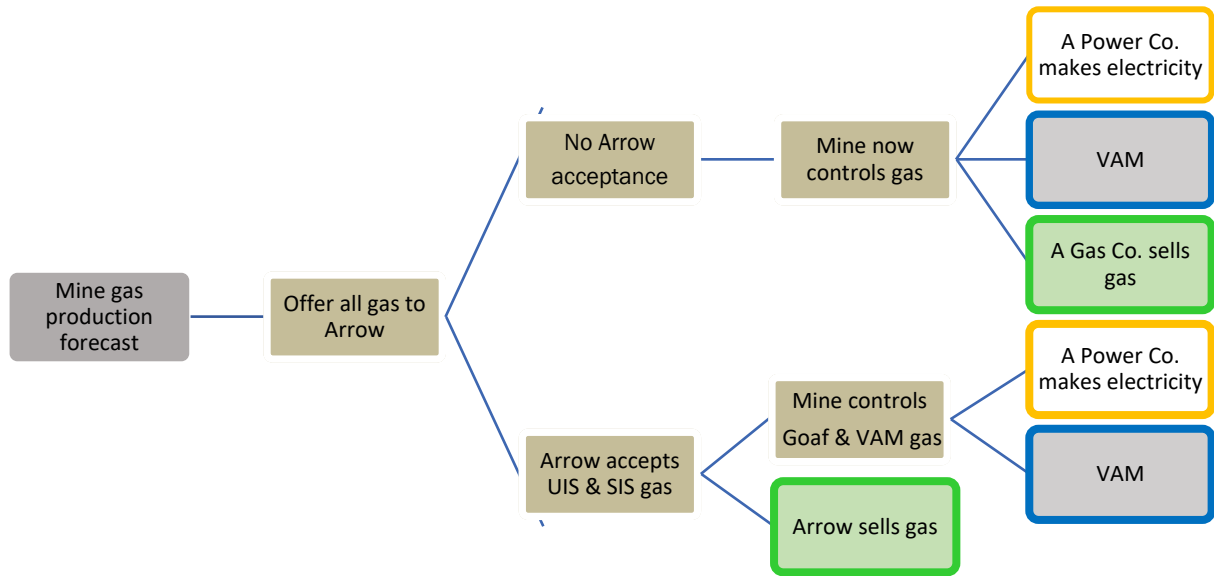 Mine gas
production
forecast
Offer all gas to
Arrow
No Arrow
acceptance
Mine now
controls gas
A Power Co.
makes electricity
VAM
A Gas Co. sells
gas
Arrow accepts
UIS & SIS gas
Mine controls
Goaf & VAM gas
A Power Co.
makes electricity
VAM
Arrow sells gas